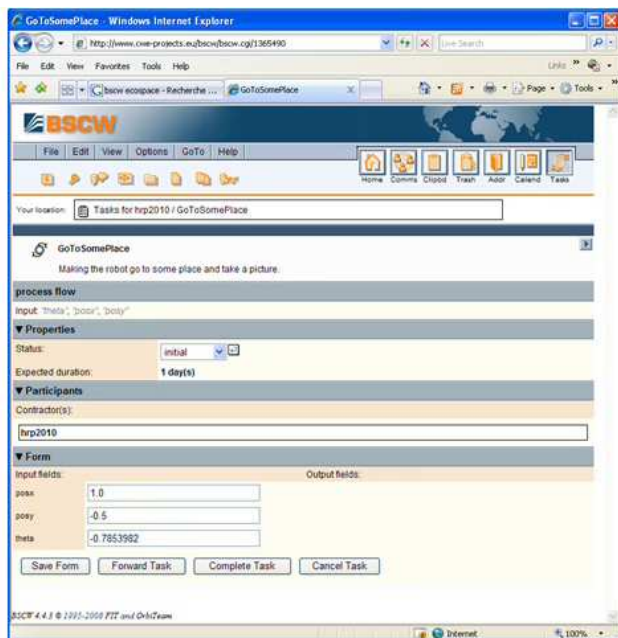 GoToSomePlace - Windows Internet Explorer
http://www.cwe-projects.eu/bscw/bscw.cgi/1365490
Live Search
File Edit View Favorites Tools Help
Links »
bscw ecospace - Recherche ... GoToSomePlace X Page Tools
BSCW
File Edit View Options GoTo Help
Home Comms Clipbd Trash Addr Calend Tasks
Your location: Tasks for hrp2010 / GoToSomePlace
GoToSomePlace
Making the robot go to some place and take a picture.
process flow
Input: "theta", "posx", "posy"
▼ Properties
Status: initial
Expected duration: 1 day(s)
▼ Participants
Contractor(s):
hrp2010
▼ Form
Input fields: Output fields:
posx 1.0
posy -0.5
theta -0.7853982
Save Form Forward Task Complete Task Cancel Task
BSCW 4.4.3 © 1995-2008 FIT and OrbiTeam
Internet 100%